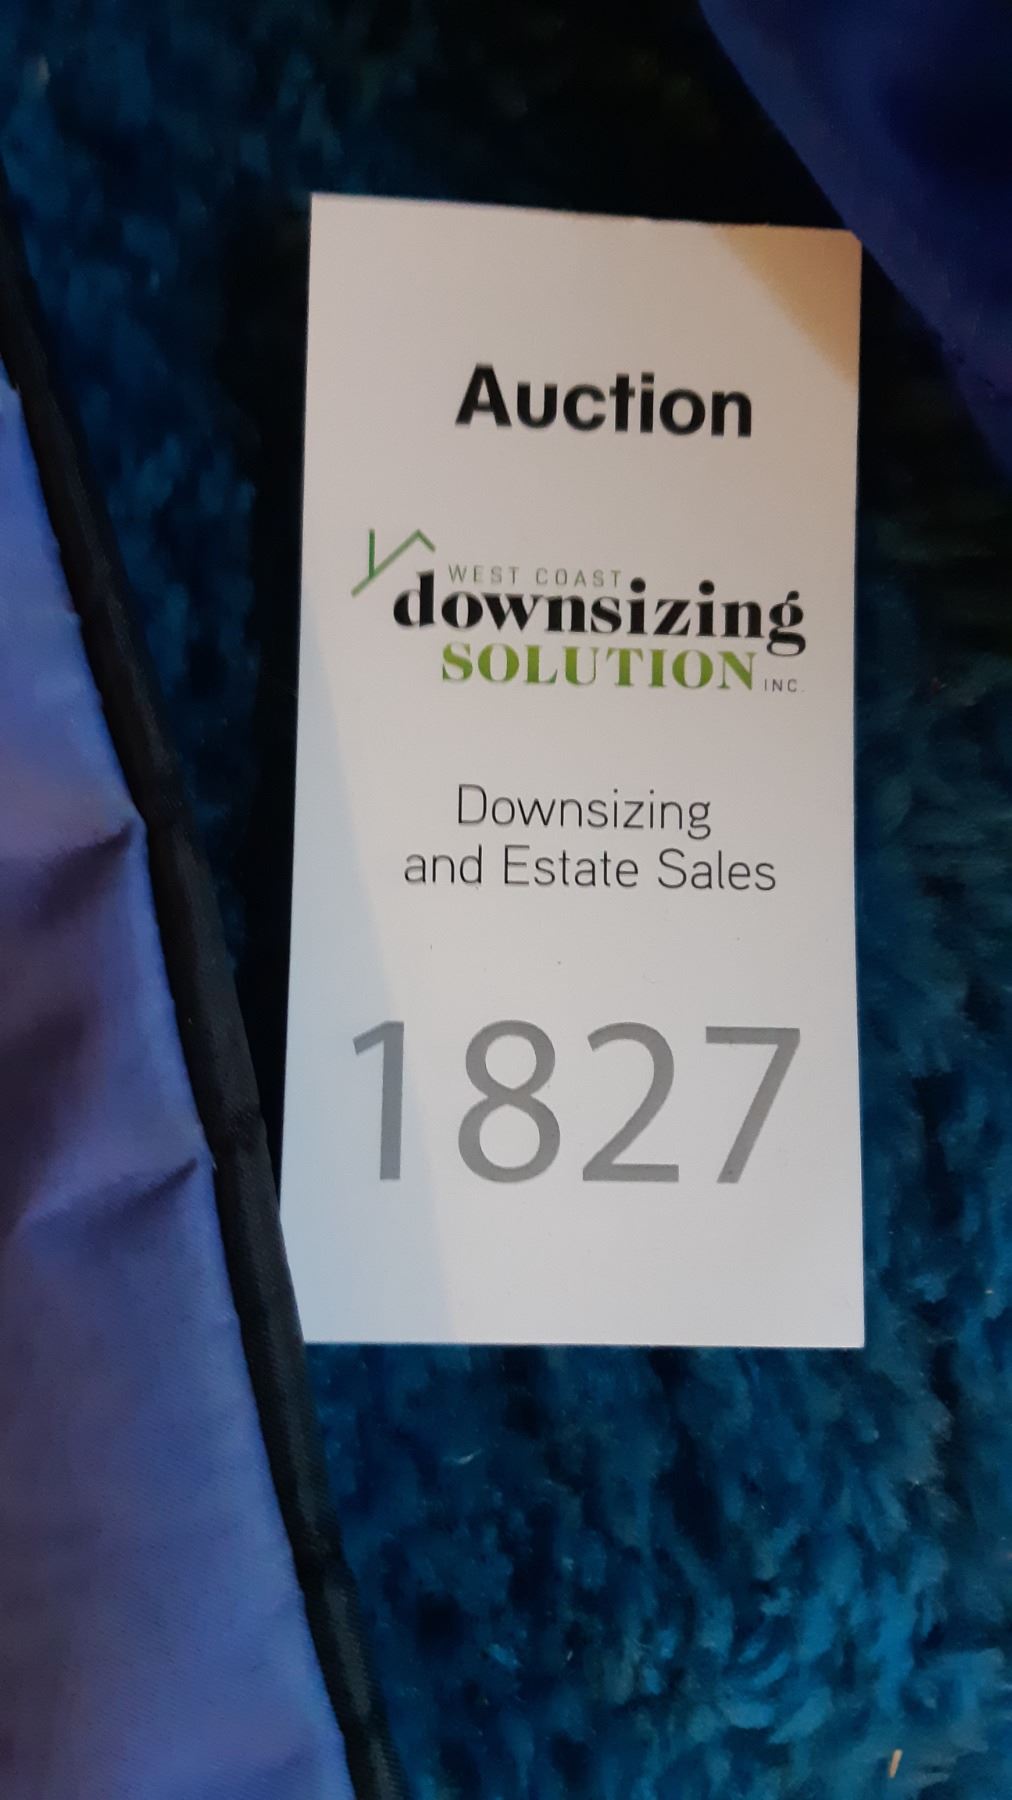 Auction
WEST COAST
downsizing
SOLUTION INC.
Downsizing
and Estate Sales
1827